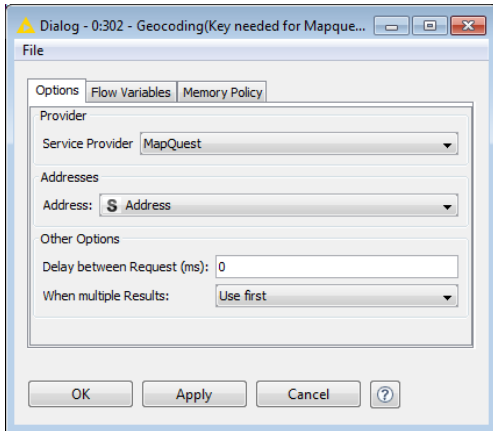 Dialog - 0:302 - Geocoding(Key needed for Mapque...
File
Options Flow Variables Memory Policy
Provider
Service Provider MapQuest
Addresses
Address: S Address
Other Options
Delay between Request (ms): 0
When multiple Results: Use first
OK Apply Cancel ?